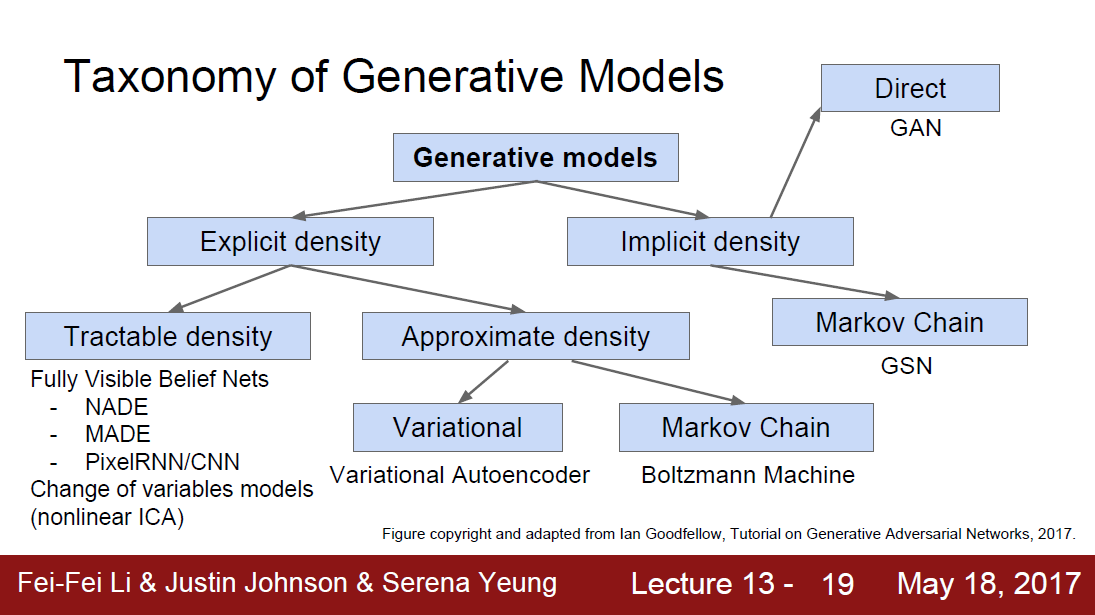 Taxonomy of Generative Models
Direct
GAN
Generative models
Explicit density
Implicit density
Tractable density
Approximate density
Markov Chain
GSN
Fully Visible Belief Nets
- NADE
- MADE
- PixelRNN/CNN
Change of variables models
(nonlinear ICA)
Variational
Variational Autoencoder
Markov Chain
Boltzmann Machine
Figure copyright and adapted from Ian Goodfellow, Tutorial on Generative Adversarial Networks, 2017.
Fei-Fei Li & Justin Johnson & Serena Yeung Lecture 13 - 19 May 18, 2017